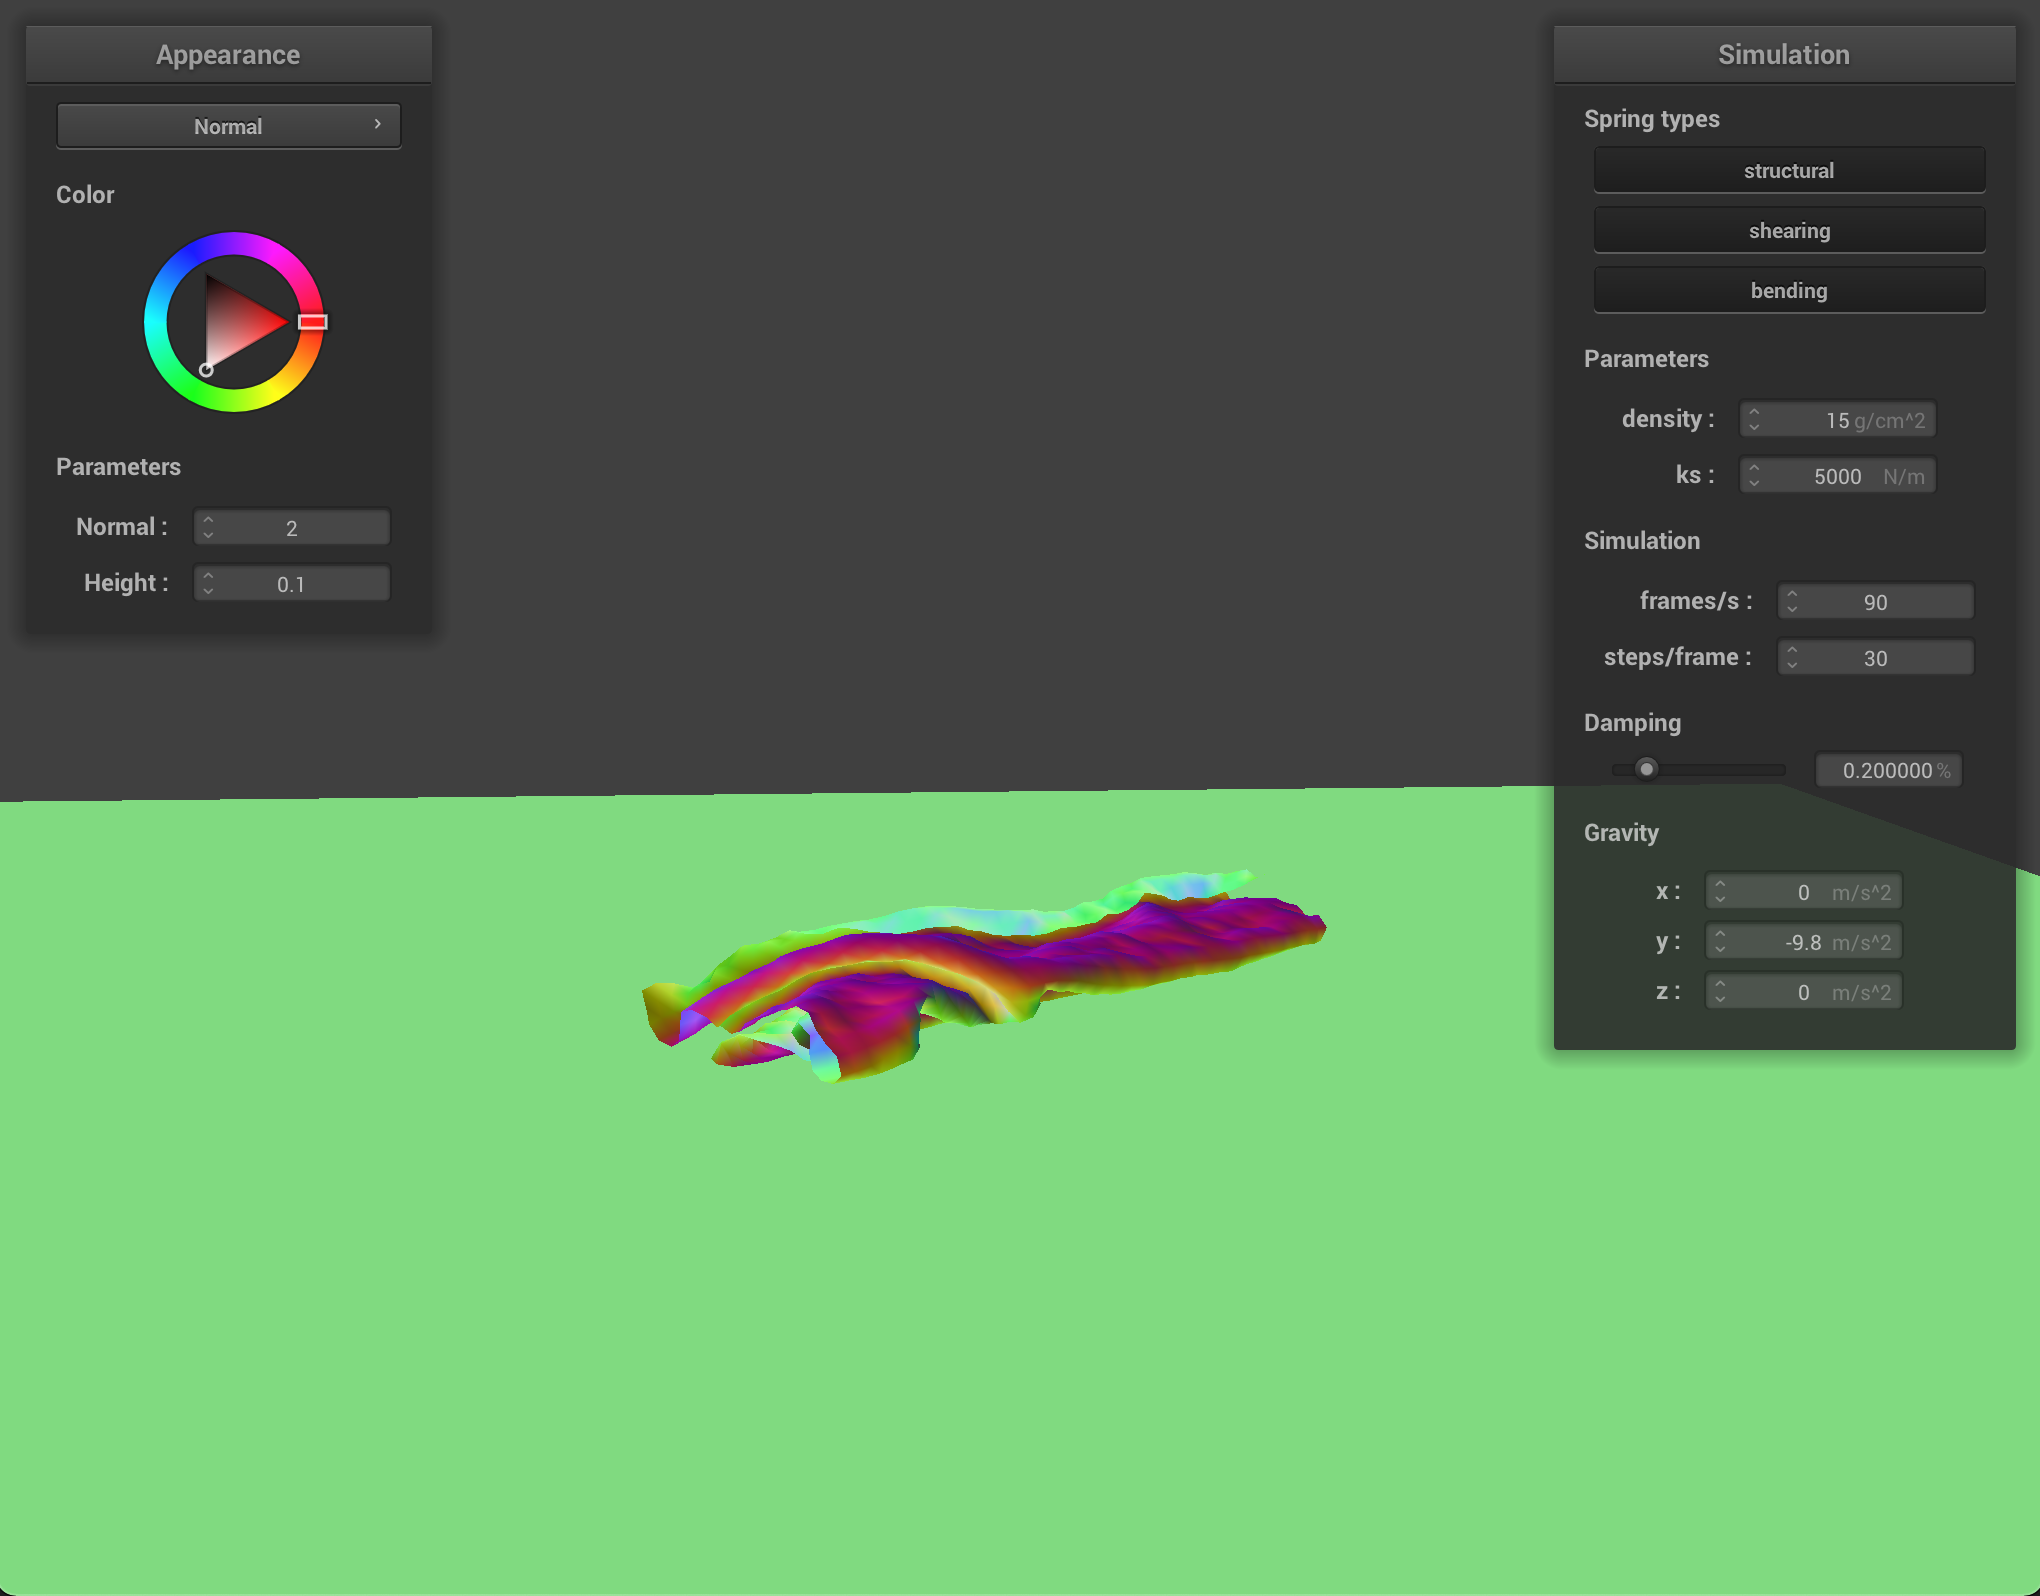 Appearance
Normal
Color
Parameters
Normal : 2
Height : 0.1
Simulation
Spring types
structural
shearing
bending
Parameters
density : 15 g/cm^2
ks : 5000 N/m
Simulation
frames/s : 90
steps/frame : 30
Damping
0.200000 %
Gravity
x : 0 m/s^2
y : -9.8 m/s^2
z : 0 m/s^2